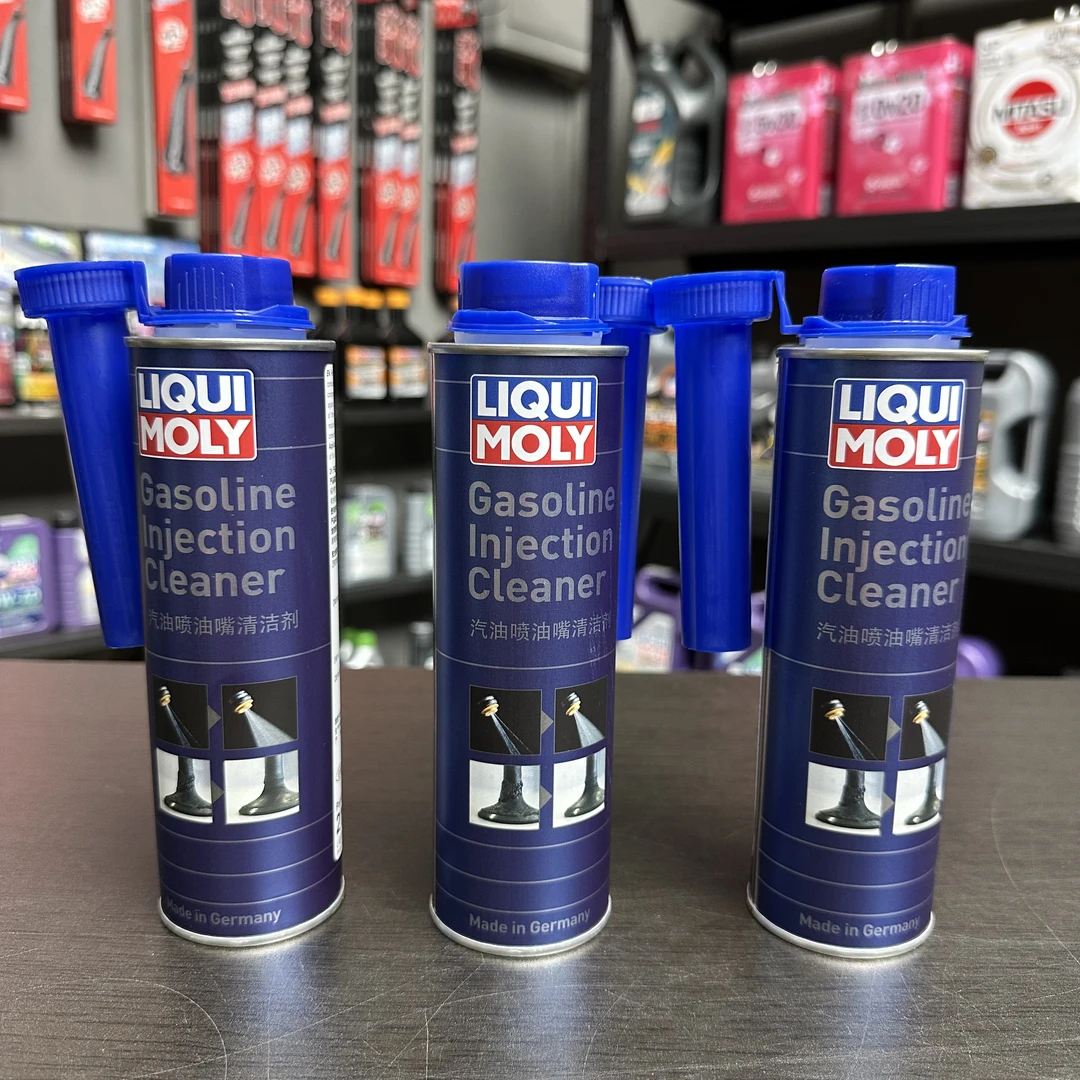 LIQUI
MOLY
Gasoline
Injection
Cleaner
汽油喷油嘴清洁剂
Made in Germany
LIQUI
MOLY
Gasoline
Injection
Cleaner
汽油喷油嘴清洁剂
Made in Germany
LIQUI
MOLY
Gasoline
Injection
Cleaner
汽油喷油嘴清洁剂
Made in Germany
MITASU